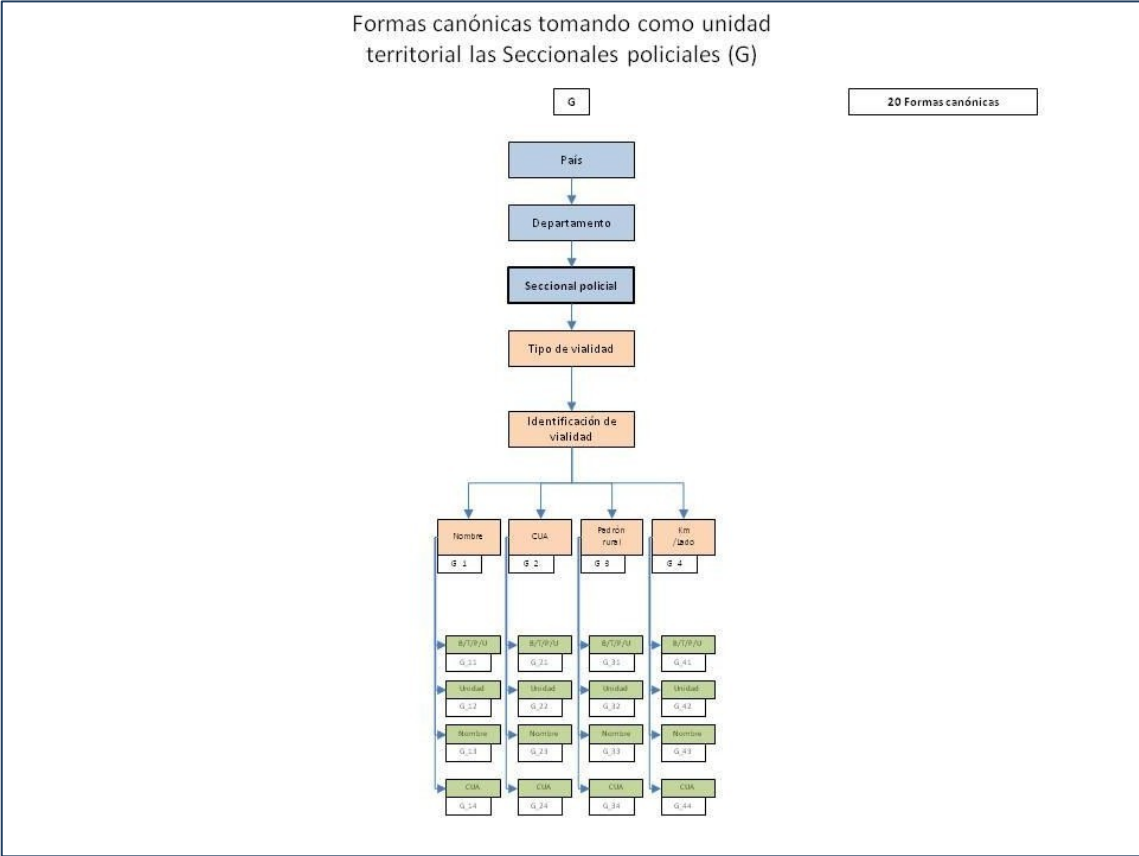 Formas canónicas tomando como unidad
territorial las Seccionales policiales (G)
G
20 Formas canónicas
País
Departamento
Seccional policial
Tipo de vialidad
Identificación de
vialidad
Nombre
CUA
Padrón
rural
Km
/Lado
G_1
G_2
G_3
G_4
B/T/P/U
B/T/P/U
B/T/P/U
B/T/P/U
G_11
G_21
G_31
G_41
Unidad
Unidad
Unidad
Unidad
G_12
G_22
G_32
G_42
Nombre
Nombre
Nombre
Nombre
G_13
G_23
G_33
G_43
CUA
CUA
CUA
CUA
G_14
G_24
G_34
G_44